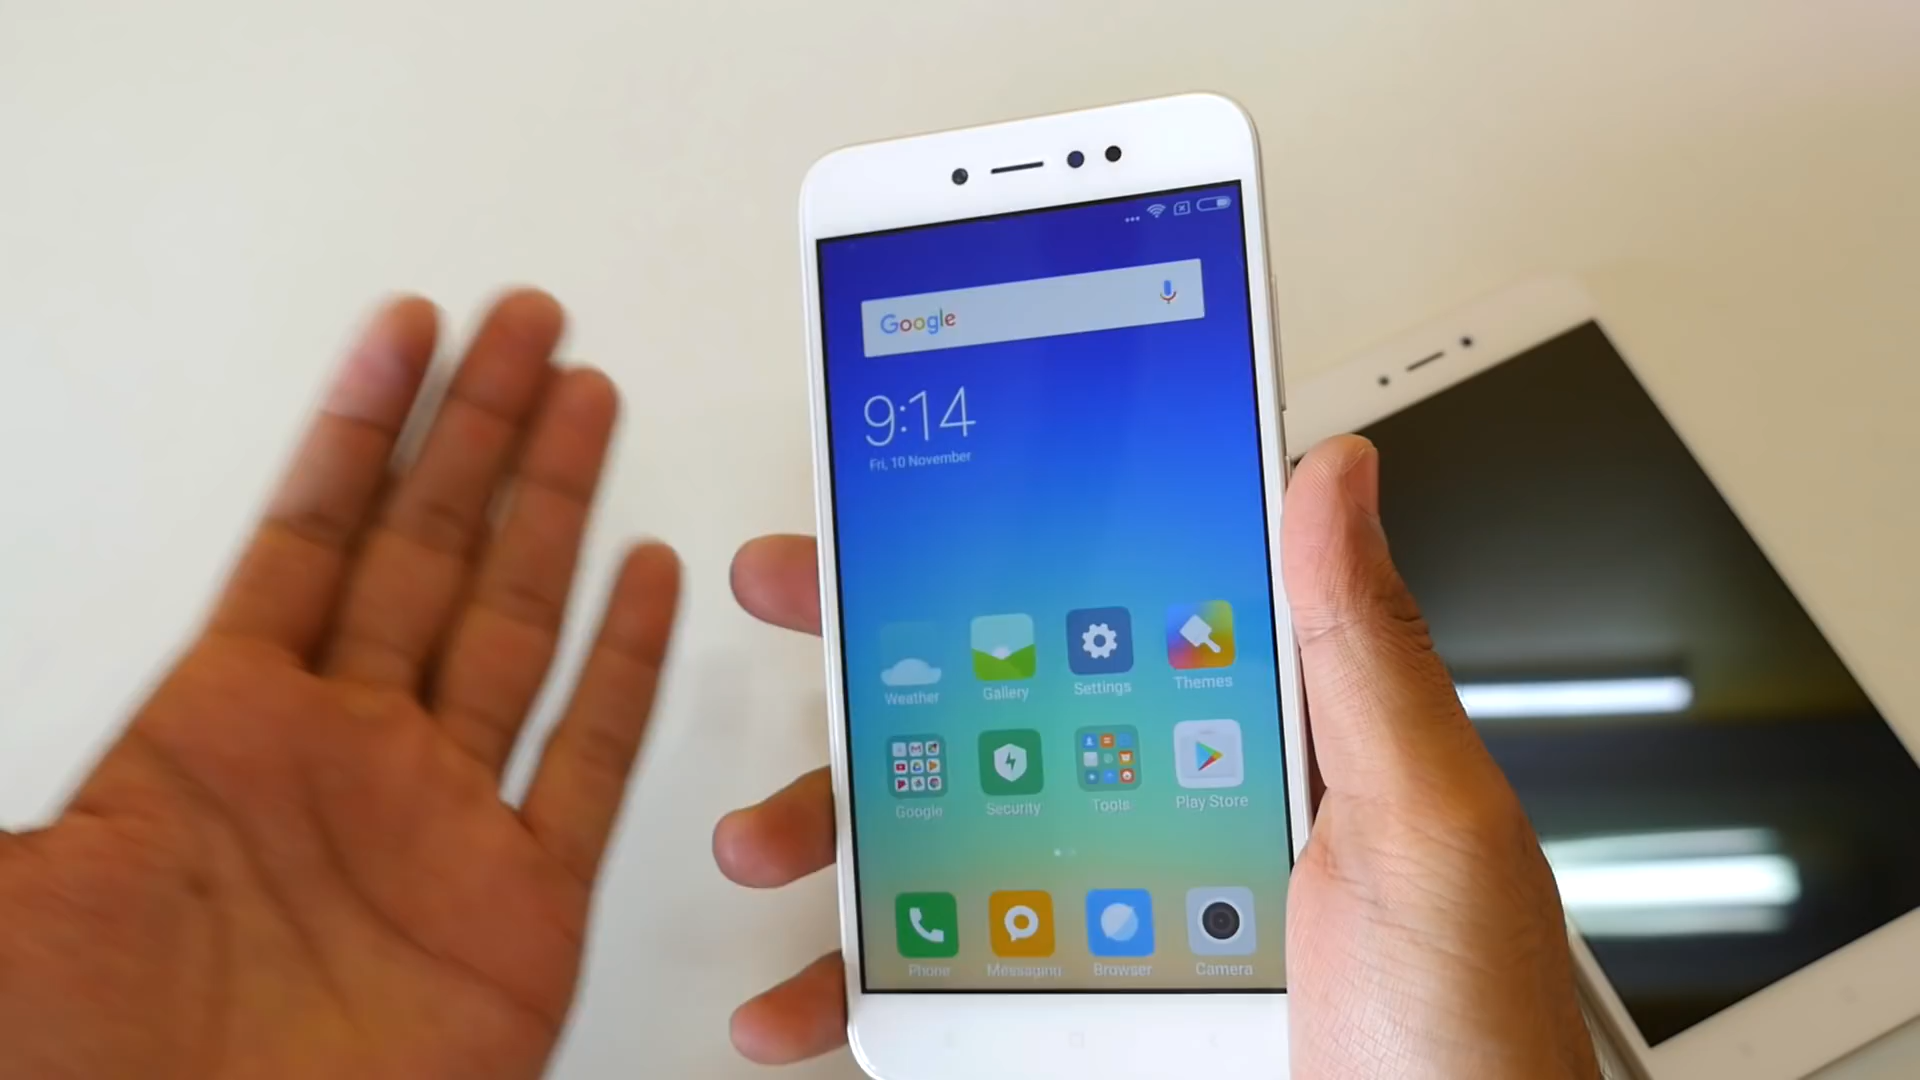 Google
9:14
Fri, 10 November
Weather
Gallery
Settings
Themes
Google
Security
Tools
Play Store
Phone
Messaging
Browser
Camera